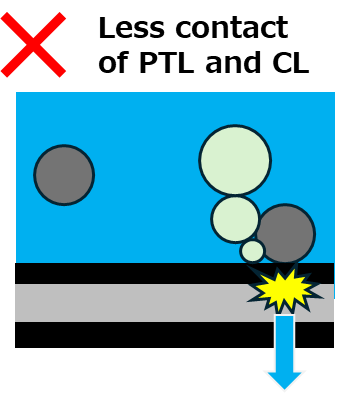 Less contact
of PTL and CL